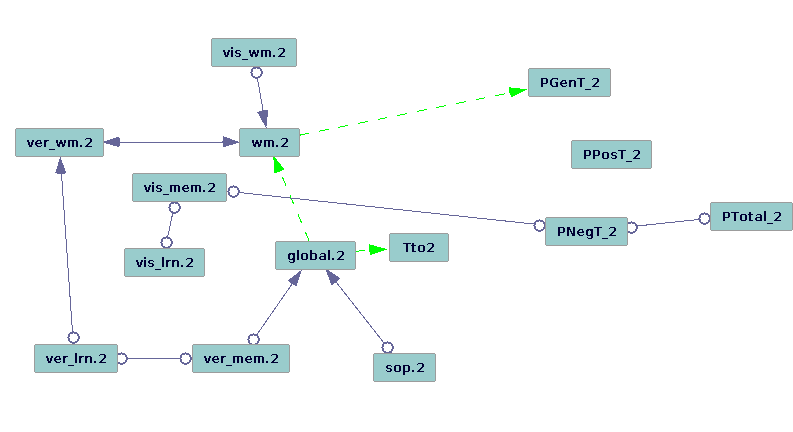 vis_wm.2
PGenT_2
ver_wm.2
wm.2
PPosT_2
vis_mem.2
PTotal_2
PNegT_2
Tto2
global.2
vis_lrn.2
ver_lrn.2
ver_mem.2
sop.2